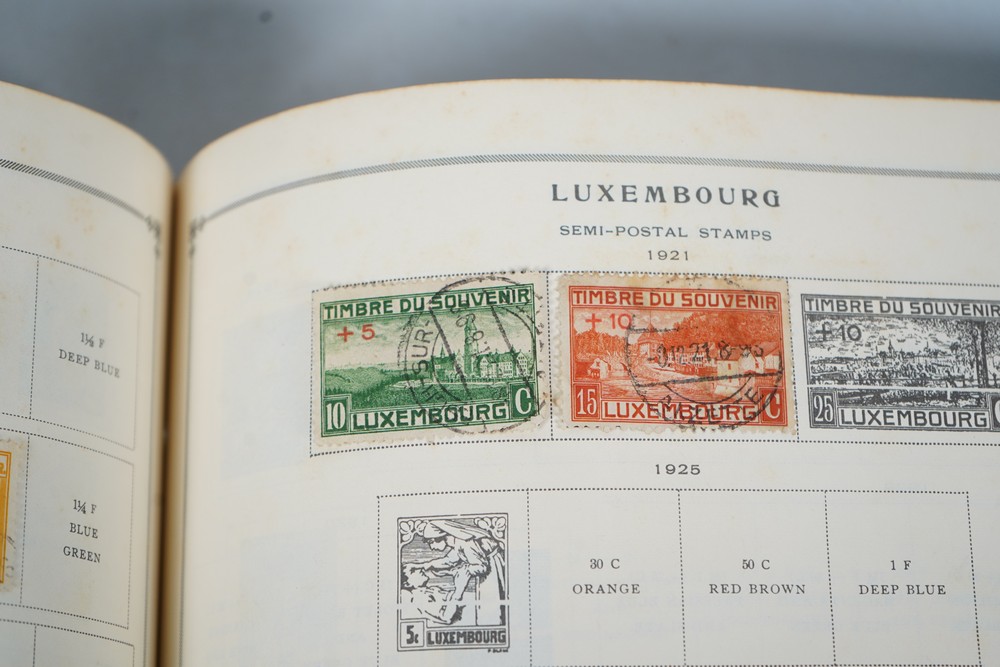 1½ F
DEEP BLUE
1¼ F
BLUE
GREEN
LUXEMBOURG
SEMI-POSTAL STAMPS
1921
TIMBRE DU SOUVENIR
+5
10 LUXEMBOURG C
TIMBRE DU SOUVENIR
+10
15 LUXEMBOURG C
TIMBRE DU SOUVENIR
+10
25 LUXEMBOURG
1925
5c LUXEMBOURG
30 C
ORANGE
50 C
RED BROWN
1 F
DEEP BLUE